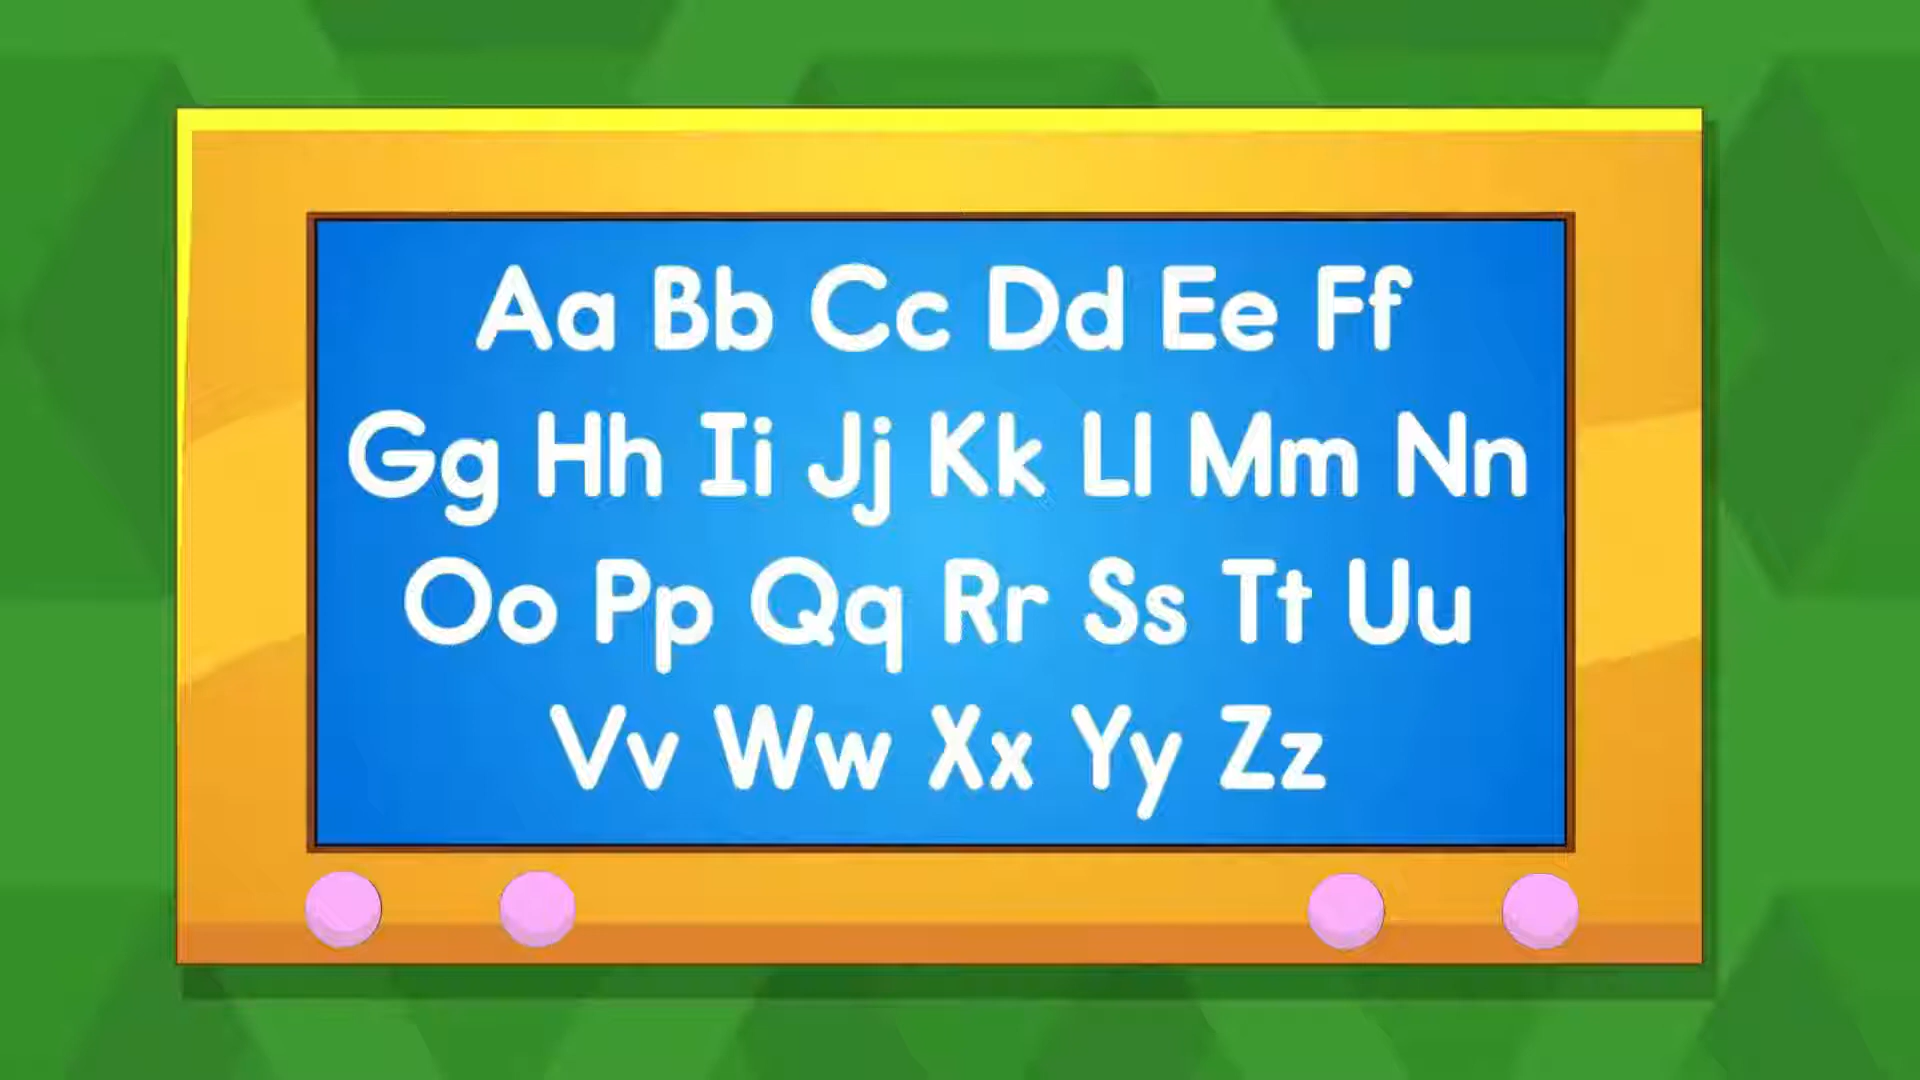 Aa Bb Cc Dd Ee Ff
Gg Hh Ii Jj Kk Ll Mm Nn
Oo Pp Qq Rr Ss Tt Uu
Vv Ww Xx Yy Zz